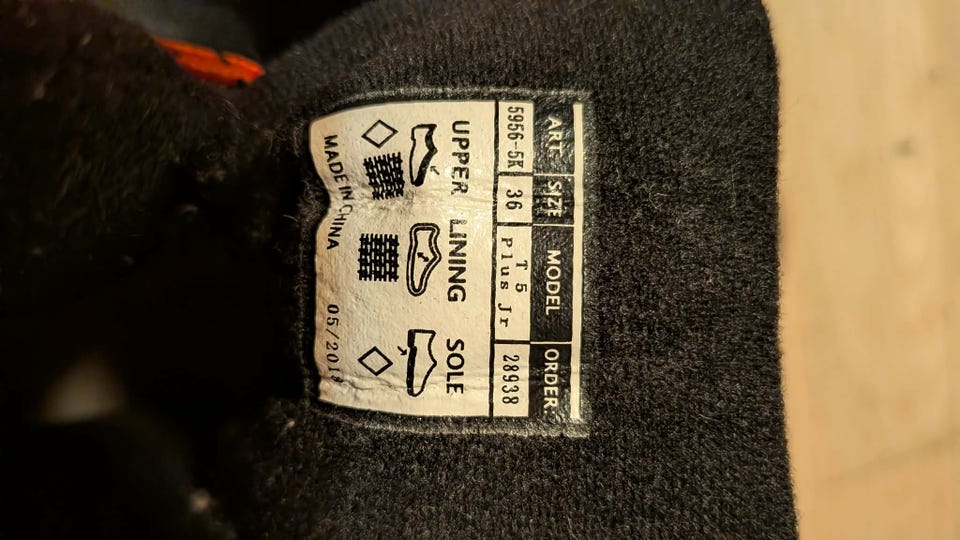 ART. SIZE MODEL ORDER.
5956-5K 36 T 5 Plus Jr 28938
UPPER LINING SOLE
MADE IN CHINA